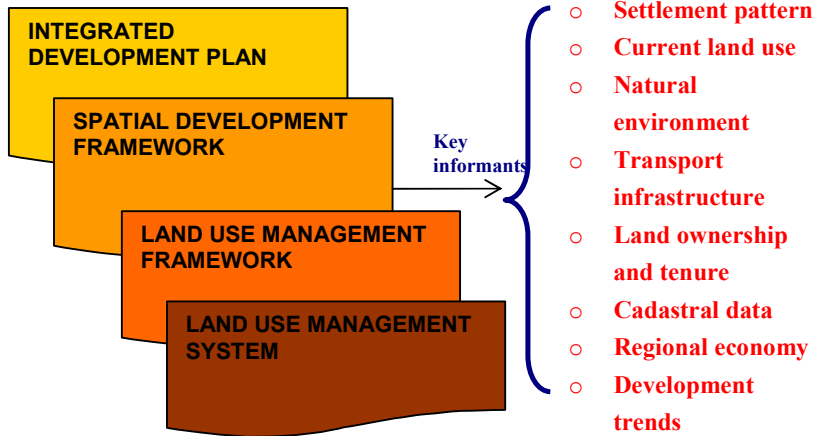 INTEGRATED
DEVELOPMENT PLAN
SPATIAL DEVELOPMENT
FRAMEWORK
LAND USE MANAGEMENT
FRAMEWORK
LAND USE MANAGEMENT
SYSTEM
Key
informants
o Settlement pattern
o Current land use
o Natural
environment
o Transport
infrastructure
o Land ownership
and tenure
o Cadastral data
o Regional economy
o Development
trends